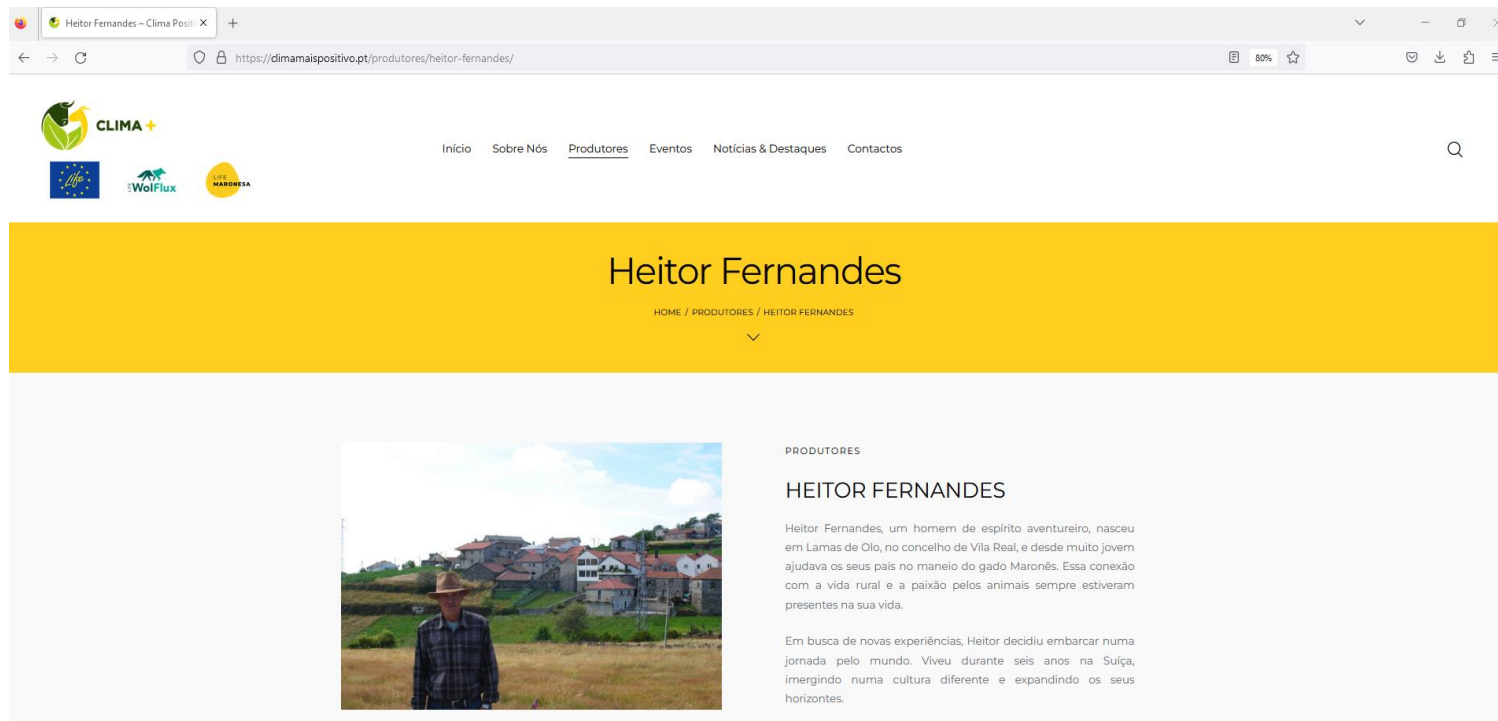 Heitor Fernandes – Clima Positi
https://climamaispositivo.pt/produtores/heitor-fernandes/
80%
CLIMA +
Life
LIFE WolFlux
LIFE
MARONESA
Início Sobre Nós Produtores Eventos Notícias & Destaques Contactos
Heitor Fernandes
HOME / PRODUTORES / HEITOR FERNANDES
PRODUTORES
HEITOR FERNANDES
Heitor Fernandes, um homem de espírito aventureiro, nasceu
em Lamas de Olo, no concelho de Vila Real, e desde muito jovem
ajudava os seus pais no maneio do gado Maronês. Essa conexão
com a vida rural e a paixão pelos animais sempre estiveram
presentes na sua vida.
Em busca de novas experiências, Heitor decidiu embarcar numa
jornada pelo mundo. Viveu durante seis anos na Suíça,
imergindo numa cultura diferente e expandindo os seus
horizontes.